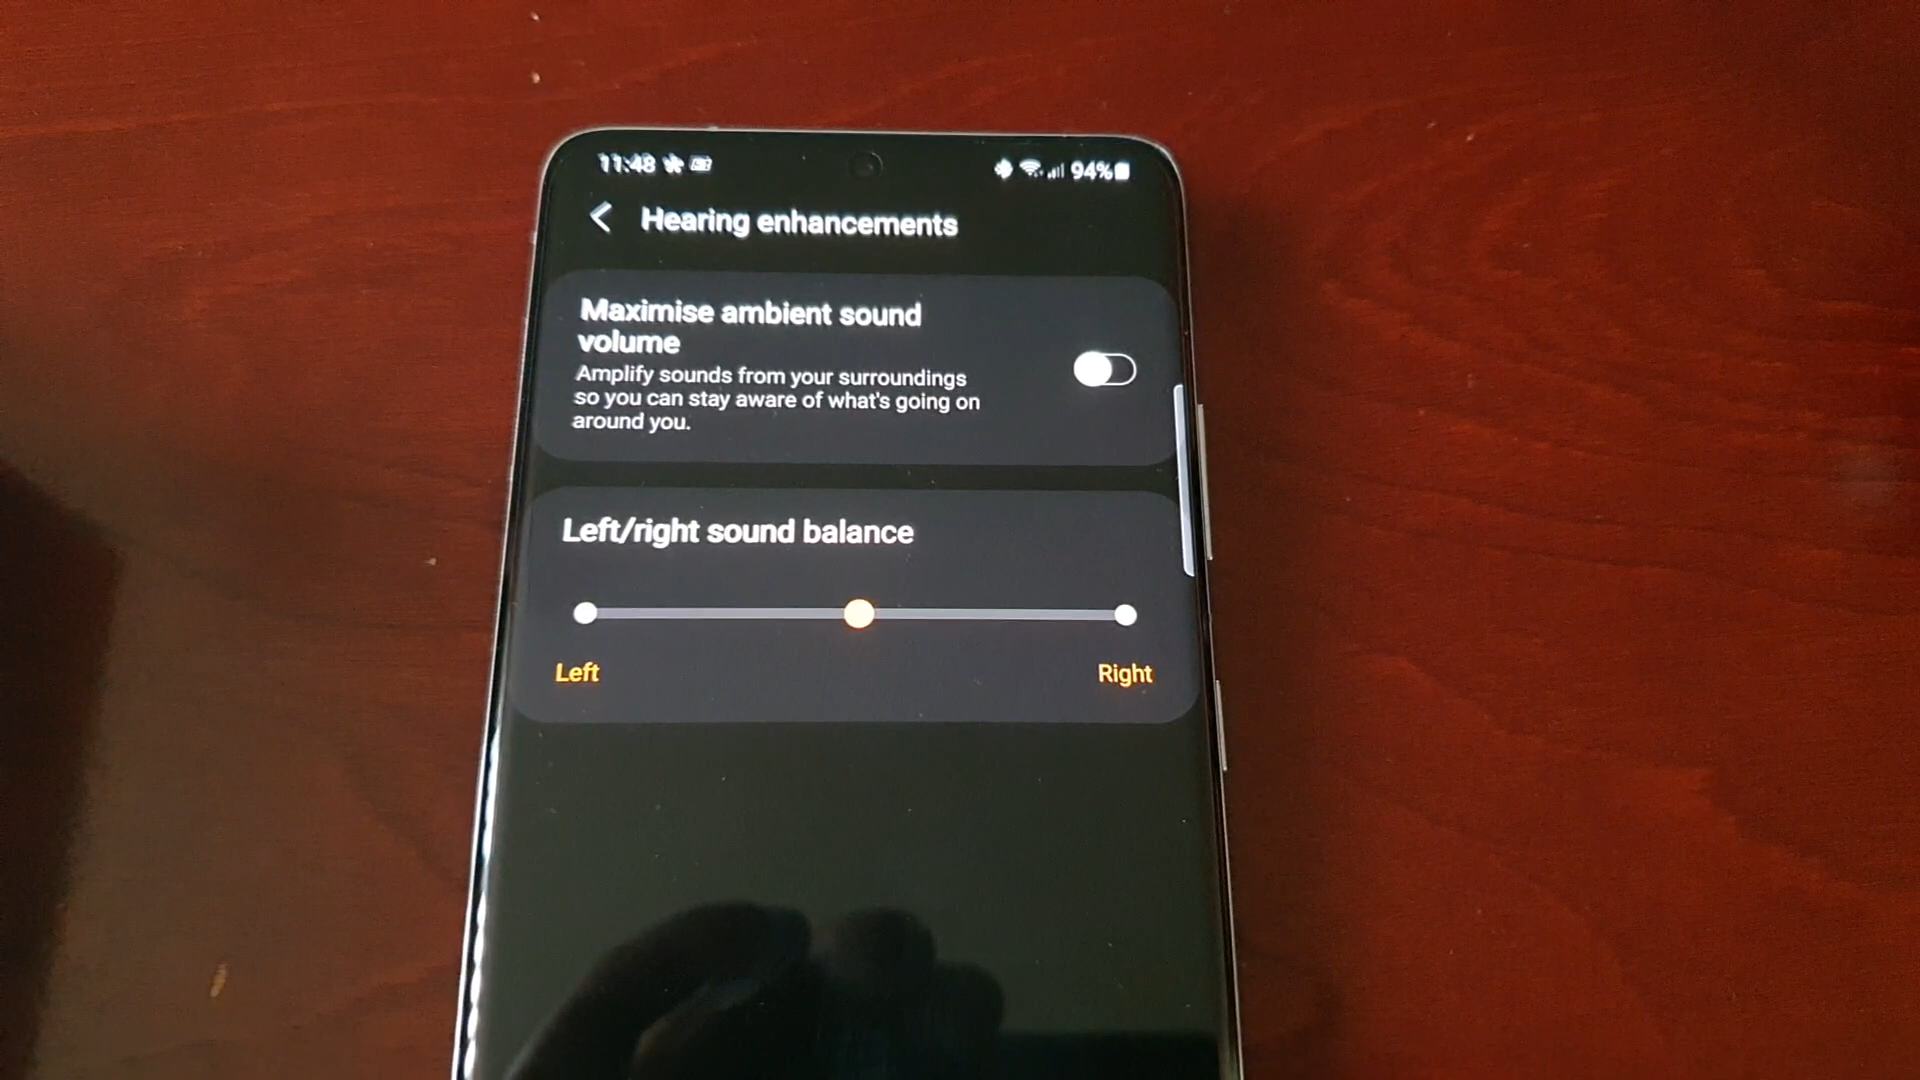 11:48 94%
Hearing enhancements
Maximise ambient sound
volume
Amplify sounds from your surroundings
so you can stay aware of what's going on
around you.
Left/right sound balance
Left Right